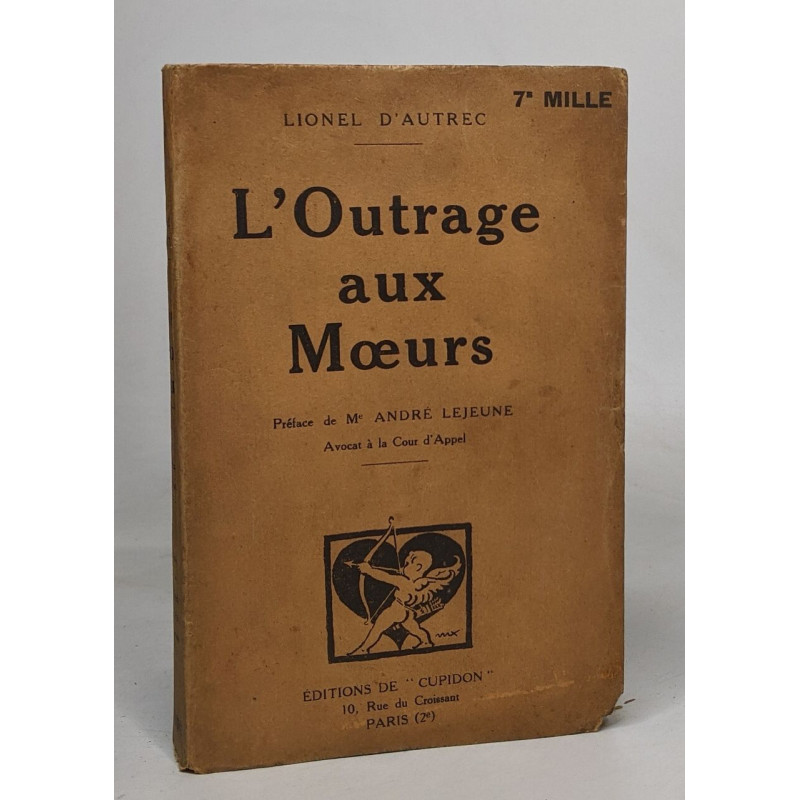 7e MILLE
LIONEL D'AUTREC
L'Outrage
aux
Mœurs
Préface de Me ANDRÉ LEJEUNE
Avocat à la Cour d'Appel
ÉDITIONS DE "CUPIDON"
10, Rue du Croissant
PARIS (2e)